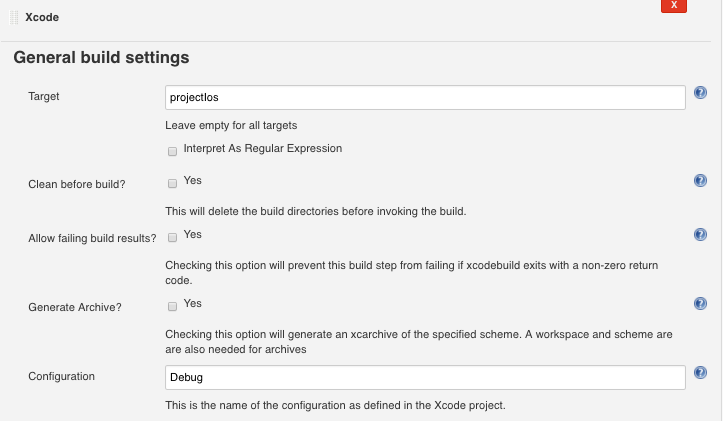 X
Xcode
General build settings
Target
projectIos
Leave empty for all targets
Interpret As Regular Expression
Clean before build?
Yes
This will delete the build directories before invoking the build.
Allow failing build results?
Yes
Checking this option will prevent this build step from failing if xcodebuild exits with a non-zero return
code.
Generate Archive?
Yes
Checking this option will generate an xcarchive of the specified scheme. A workspace and scheme are
are also needed for archives
Configuration
Debug
This is the name of the configuration as defined in the Xcode project.